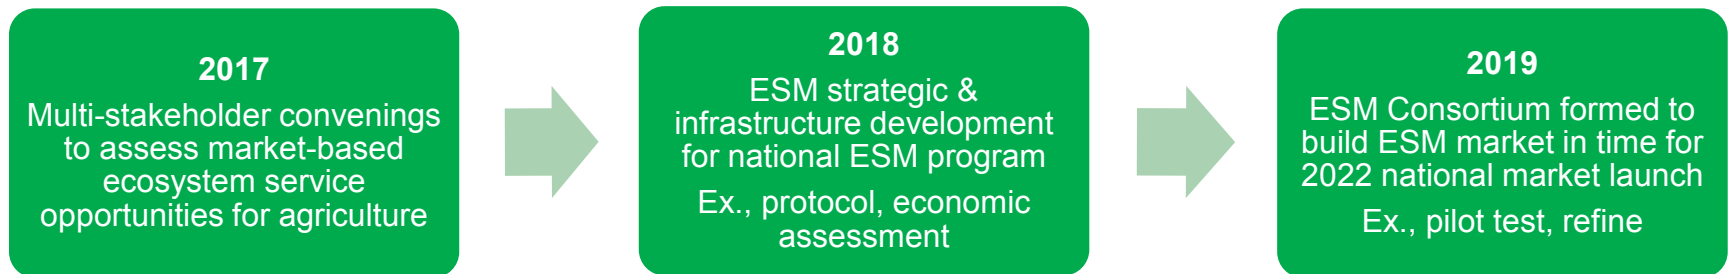 2017
Multi-stakeholder convenings
to assess market-based
ecosystem service
opportunities for agriculture
2018
ESM strategic &
infrastructure development
for national ESM program
Ex., protocol, economic
assessment
2019
ESM Consortium formed to
build ESM market in time for
2022 national market launch
Ex., pilot test, refine